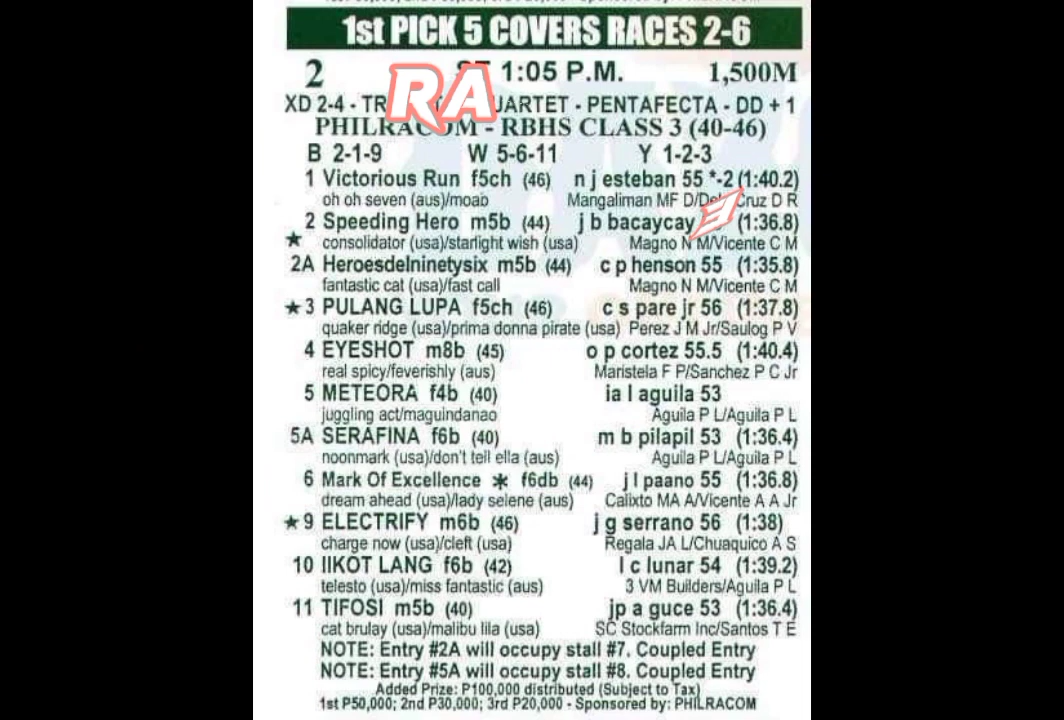 1st PICK 5 COVERS RACES 2-6
2 1:05 P.M. 1,500M
RA
XD 2-4 - - PENTAFECTA - DD + 1
PHILRACOM - RBHS CLASS 3 (40-46)
B 2-1-9 W 5-6-11 Y 1-2-3
1 Victorious Run f5ch (46) n j esteban 55 *-2 (1:40.2)
oh oh seven (aus)/moab Mangaliman MF D/Dela Cruz D R
2 Speeding Hero m5b (44) j b bacaycay (1:36.8)
★ consolidator (usa)/starlight wish (usa) Magno N M/Vicente C M
2A Heroesdelninetysix m5b (44) c p henson 55 (1:35.8)
fantastic cat (usa)/fast call Magno N M/Vicente C M
★ 3 PULANG LUPA f5ch (46) c s pare jr 56 (1:37.8)
quaker ridge (usa)/prima donna pirate (usa) Perez J M Jr/Saulog P V
4 EYESHOT m8b (45) o p cortez 55.5 (1:40.4)
real spicy/feverishly (aus) Maristela F P/Sanchez P C Jr
5 METEORA f4b (40) ia l aguila 53
juggling act/maguindanao Aguila P L/Aguila P L
5A SERAFINA f6b (40) m b pilapil 53 (1:36.4)
noonmark (usa)/don't tell ella (aus) Aguila P L/Aguila P L
6 Mark Of Excellence * f6db (44) j l paano 55 (1:36.8)
dream ahead (usa)/lady selene (aus) Calixto MA A/Vicente A A Jr
★ 9 ELECTRIFY m6b (46) j g serrano 56 (1:38)
charge now (usa)/cleft (usa) Regala JA L/Chuaquico A S
10 IIKOT LANG f6b (42) l c lunar 54 (1:39.2)
telesto (usa)/miss fantastic (aus) 3 VM Builders/Aguila P L
11 TIFOSI m5b (40) jp a guce 53 (1:36.4)
cat brulay (usa)/malibu lila (usa) SC Stockfarm Inc/Santos T E
NOTE: Entry #2A will occupy stall #7. Coupled Entry
NOTE: Entry #5A will occupy stall #8. Coupled Entry
Added Prize: P100,000 distributed (Subject to Tax)
1st P50,000; 2nd P30,000; 3rd P20,000 - Sponsored by: PHILRACOM